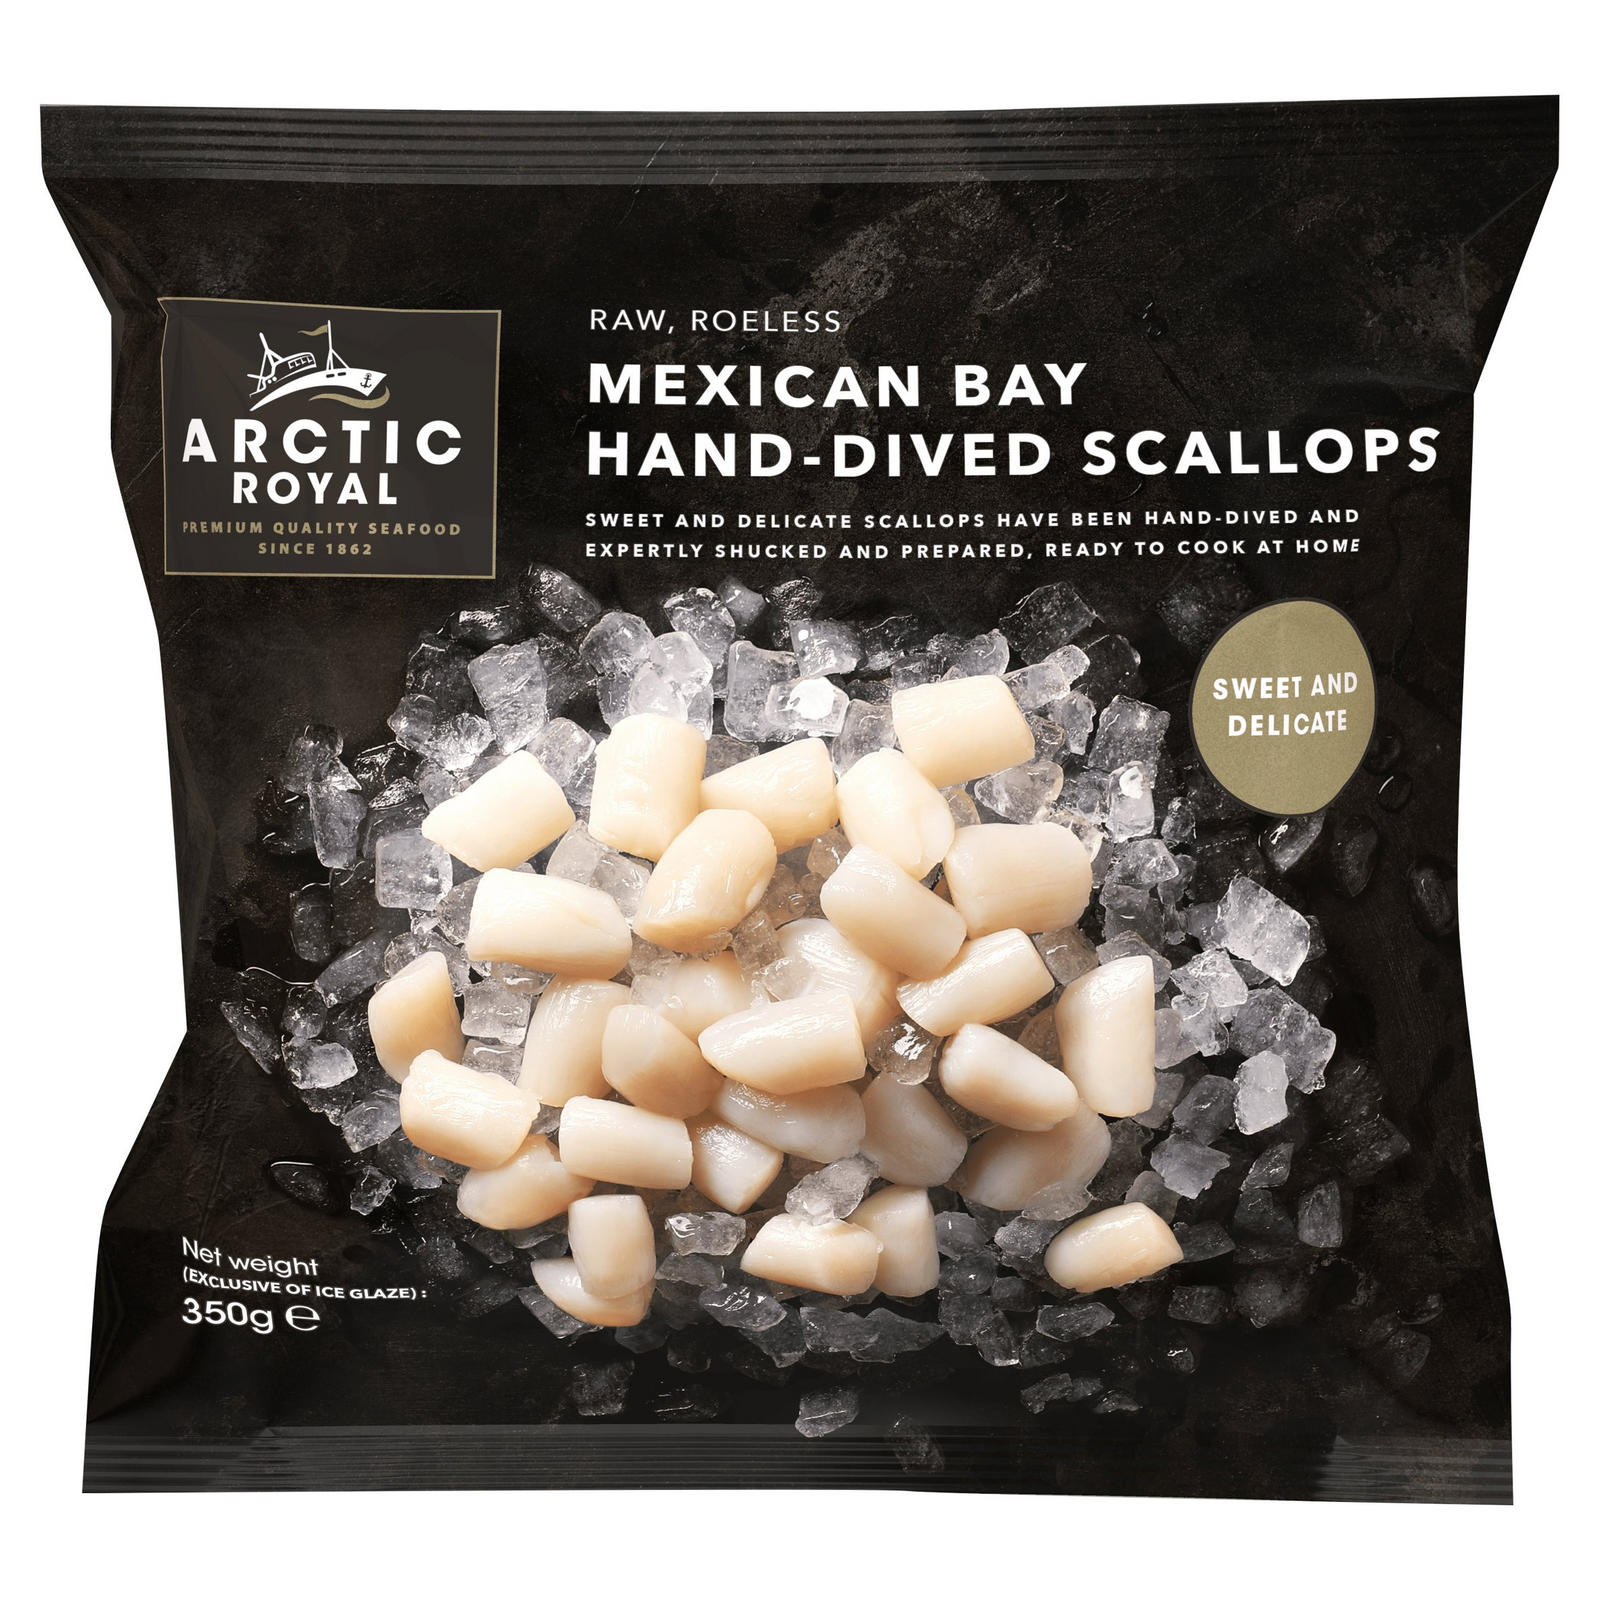 ARCTIC
ROYAL
PREMIUM QUALITY SEAFOOD
SINCE 1862
RAW, ROELESS
MEXICAN BAY
HAND-DIVED SCALLOPS
SWEET AND DELICATE SCALLOPS HAVE BEEN HAND-DIVED AND
EXPERTLY SHUCKED AND PREPARED, READY TO COOK AT HOME
SWEET AND
DELICATE
Net weight
(EXCLUSIVE OF ICE GLAZE) :
350g ℮